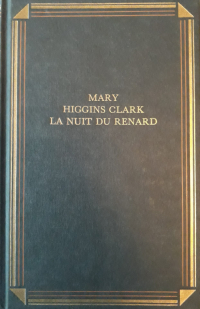 MARY
HIGGINS CLARK
LA NUIT DU RENARD